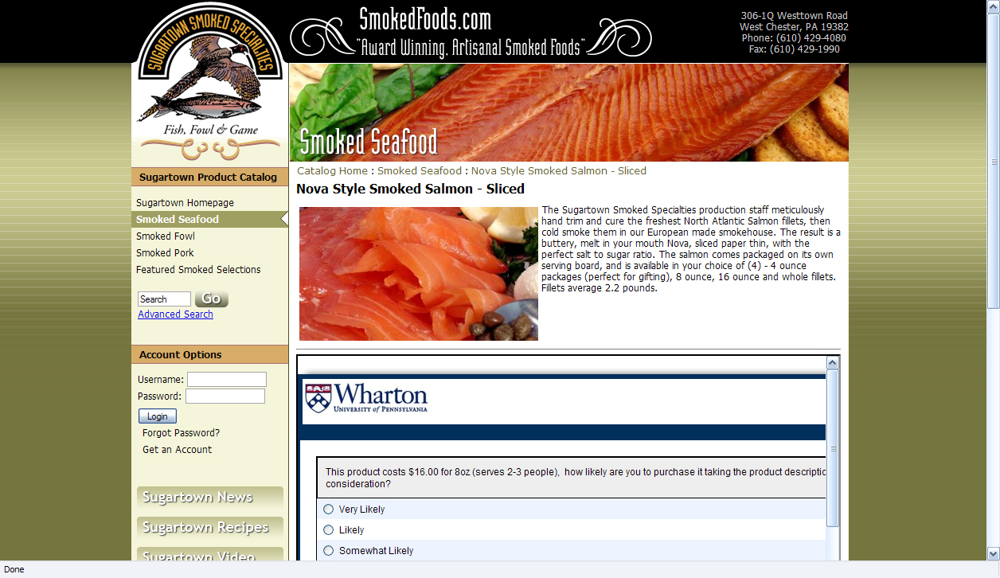 SmokedFoods.com
"Award Winning, Artisanal Smoked Foods"
306-1Q Westtown Road
West Chester, PA 19382
Phone: (610) 429-4080
Fax: (610) 429-1990
SUGARTOWN SMOKED SPECIALTIES
Fish, Fowl & Game
Smoked Seafood
Sugartown Product Catalog
Sugartown Homepage
Smoked Seafood
Smoked Fowl
Smoked Pork
Featured Smoked Selections
Search
Go
Advanced Search
Account Options
Username:
Password:
Login
Forgot Password?
Get an Account
Sugartown News
Sugartown Recipes
Sugartown Video
Catalog Home : Smoked Seafood : Nova Style Smoked Salmon - Sliced
Nova Style Smoked Salmon - Sliced
The Sugartown Smoked Specialties production staff meticulously
hand trim and cure the freshest North Atlantic Salmon fillets, then
cold smoke them in our European made smokehouse. The result is a
buttery, melt in your mouth Nova, sliced paper thin, with the
perfect salt to sugar ratio. The salmon comes packaged on its own
serving board, and is available in your choice of (4) - 4 ounce
packages (perfect for gifting), 8 ounce, 16 ounce and whole fillets.
Fillets average 2.2 pounds.
Wharton
UNIVERSITY of PENNSYLVANIA
This product costs $16.00 for 8oz (serves 2-3 people), how likely are you to purchase it taking the product descriptic
consideration?
Very Likely
Likely
Somewhat Likely
Done